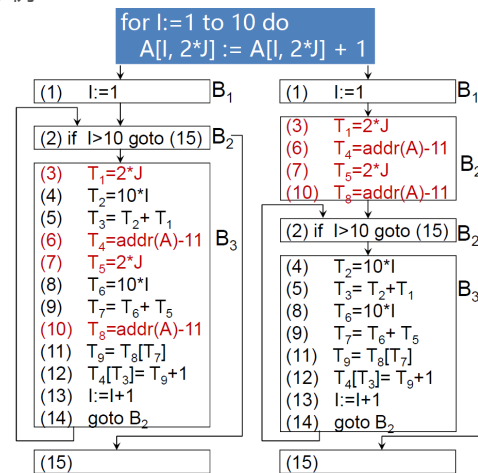 for I:=1 to 10 do
A[I, 2*J] := A[I, 2*J] + 1
(1) I:=1 B₁
(2) if I>10 goto (15) B₂
(3) T₁=2*J
(4) T₂=10*I
(5) T₃= T₂+ T₁
(6) T₄=addr(A)-11 B₃
(7) T₅=2*J
(8) T₆=10*I
(9) T₇= T₆+ T₅
(10) T₈=addr(A)-11
(11) T₉= T₈[T₇]
(12) T₄[T₃]= T₉+1
(13) I:=I+1
(14) goto B₂
(15)
(1) I:=1 B₁
(3) T₁=2*J
(6) T₄=addr(A)-11
(7) T₅=2*J B₂
(10) T₈=addr(A)-11
(2) if I>10 goto (15) B₂
(4) T₂=10*I
(5) T₃= T₂+T₁ B₃
(8) T₆=10*I
(9) T₇= T₆+ T₅
(11) T₉= T₈[T₇]
(12) T₄[T₃]= T₉+1
(13) I:=I+1
(14) goto B₂
(15)